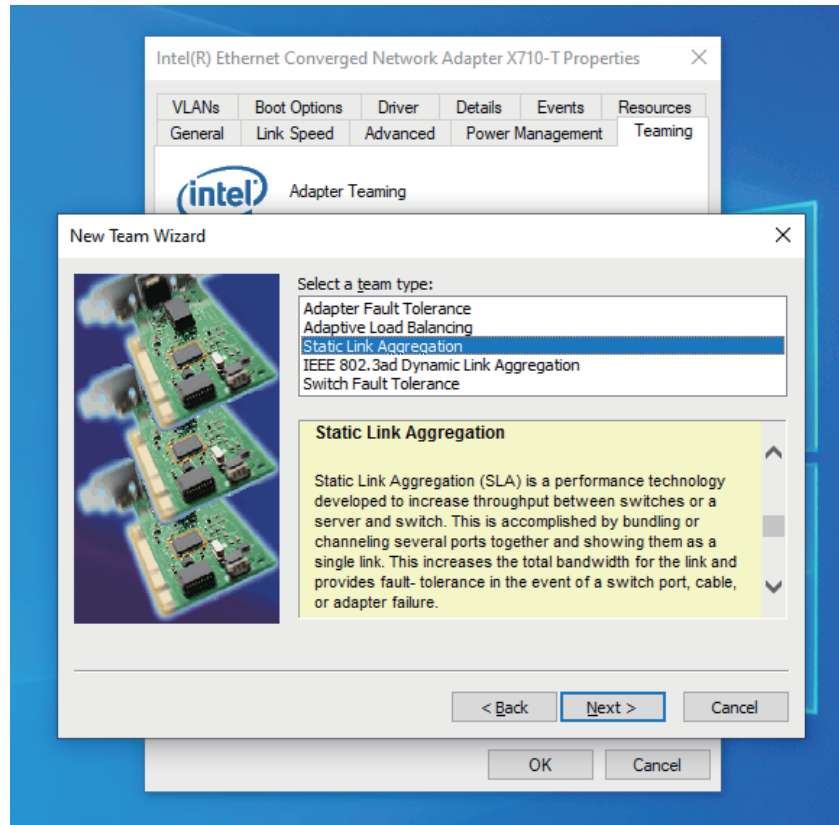 Intel(R) Ethernet Converged Network Adapter X710-T Properties
VLANs Boot Options Driver Details Events Resources
General Link Speed Advanced Power Management Teaming
intel Adapter Teaming
New Team Wizard
Select a team type:
Adapter Fault Tolerance
Adaptive Load Balancing
Static Link Aggregation
IEEE 802.3ad Dynamic Link Aggregation
Switch Fault Tolerance
Static Link Aggregation
Static Link Aggregation (SLA) is a performance technology
developed to increase throughput between switches or a
server and switch. This is accomplished by bundling or
channeling several ports together and showing them as a
single link. This increases the total bandwidth for the link and
provides fault- tolerance in the event of a switch port, cable,
or adapter failure.
< Back Next > Cancel
OK Cancel